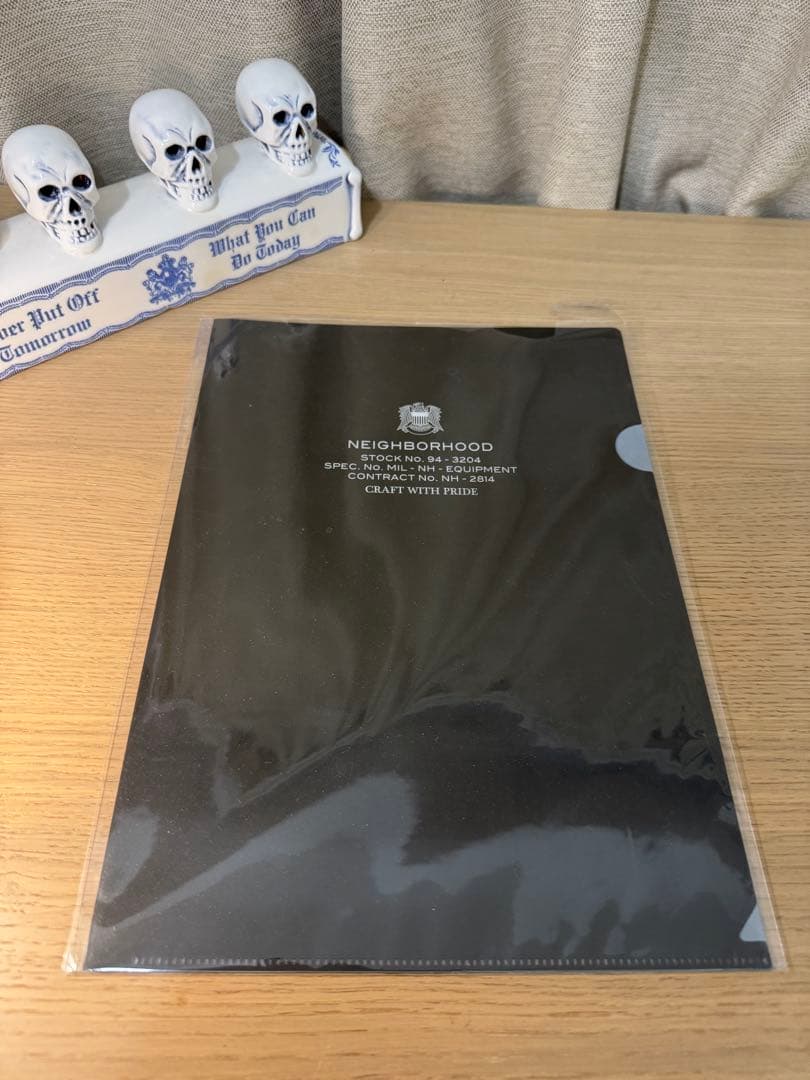 Put Off
Tomorrow
What You Can
Do Today
NEIGHBORHOOD
STOCK No. 94 - 3204
SPEC. No. MIL - NH - EQUIPMENT
CONTRACT No. NH - 2814
CRAFT WITH PRIDE